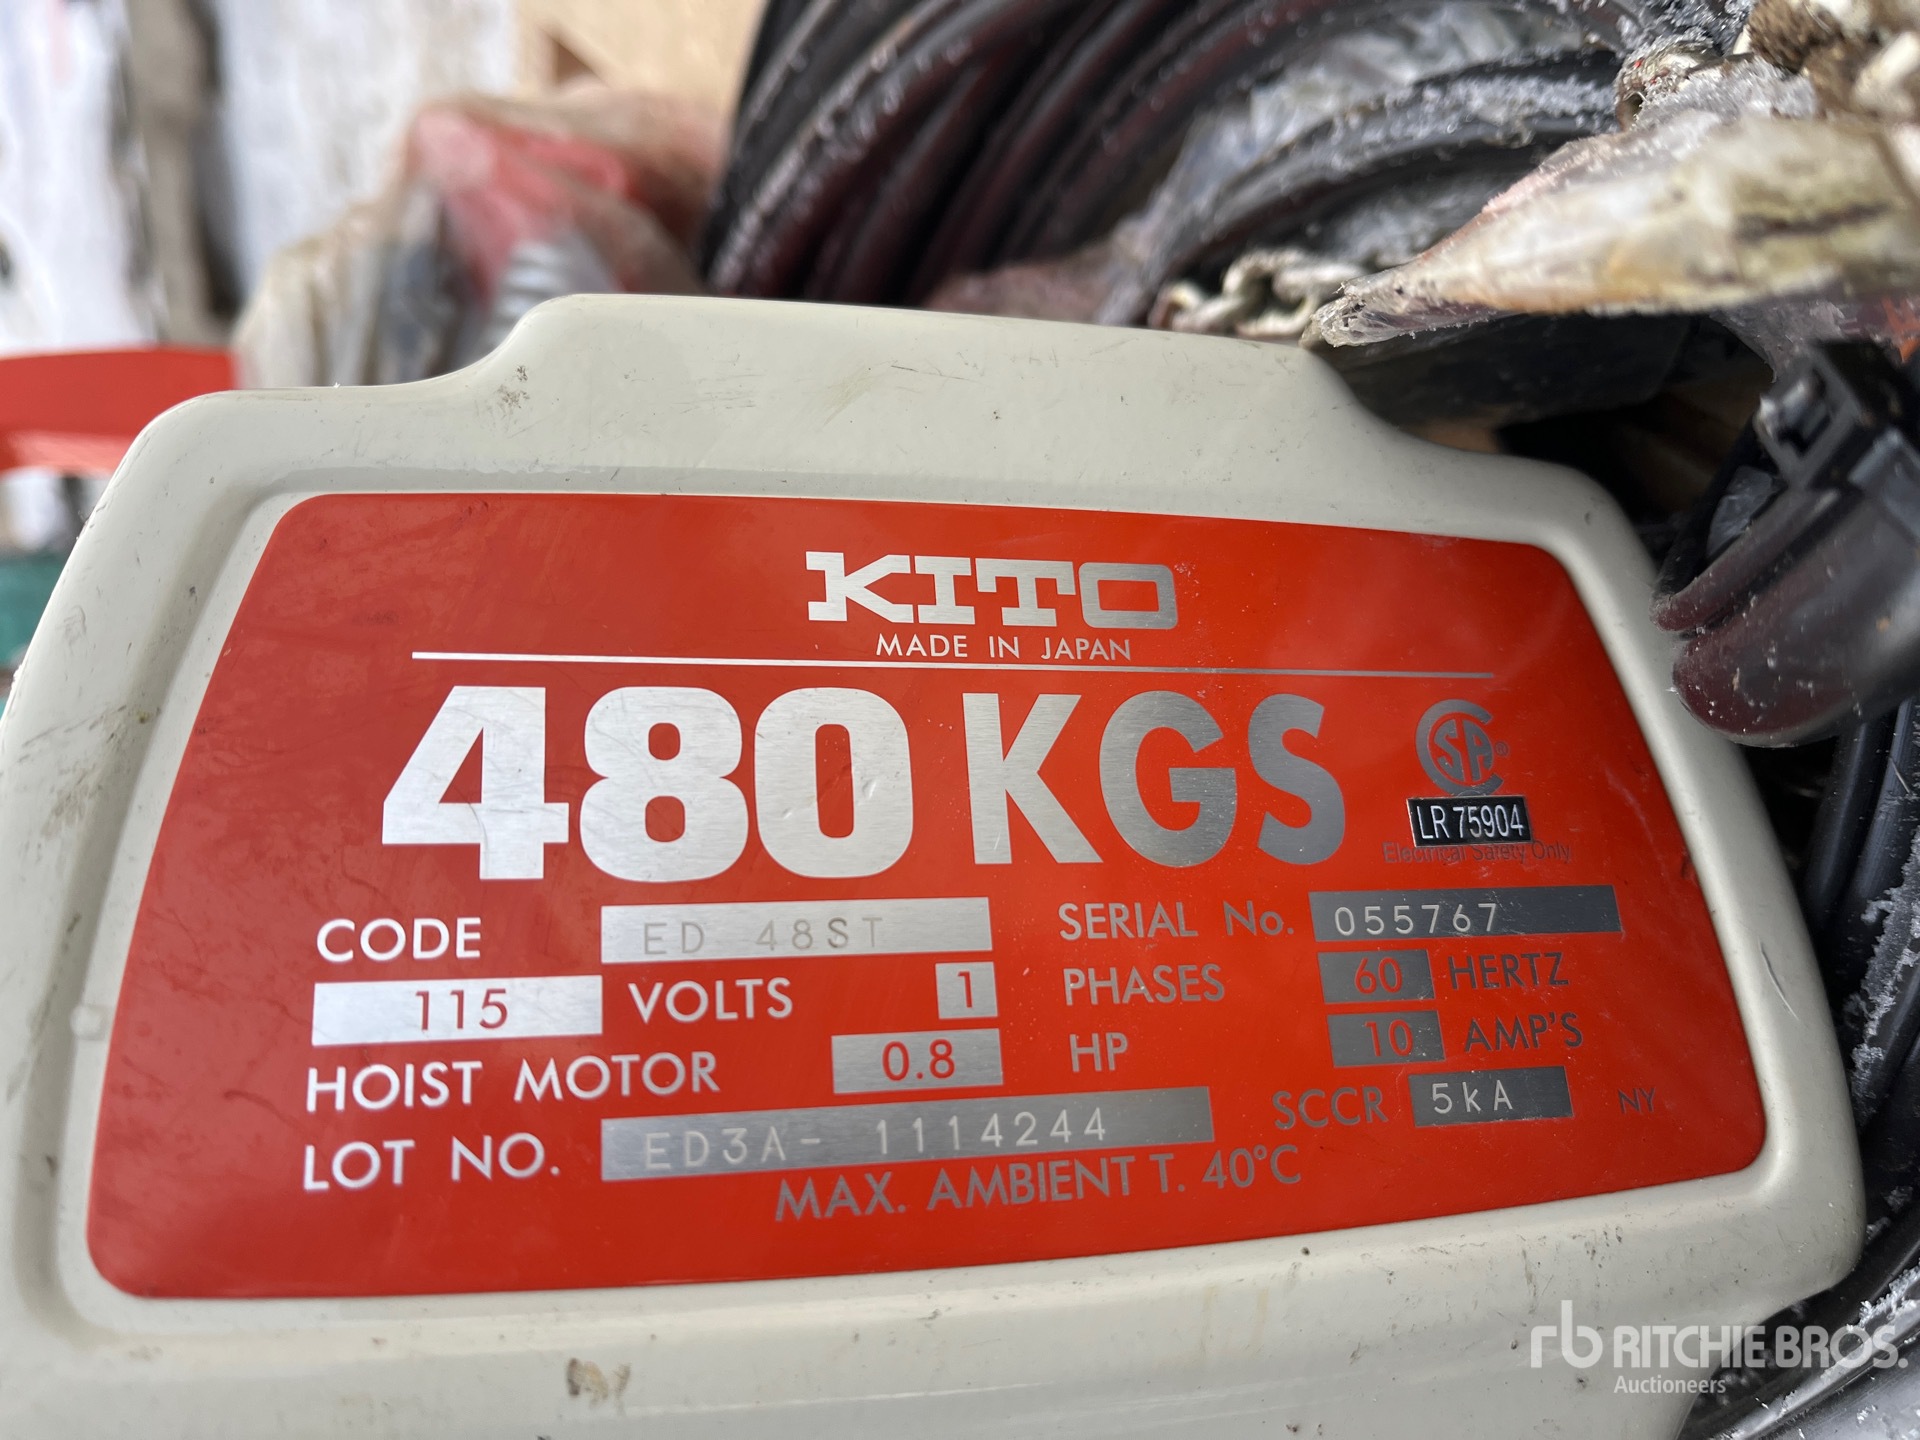 KITO
MADE IN JAPAN
480 KGS
CSA®
LR 75904
Electrical Safety Only
CODE ED 48ST SERIAL No. 055767
115 VOLTS 1 PHASES 60 HERTZ
HOIST MOTOR 0.8 HP 10 AMP'S
LOT NO. ED3A- 1114244 SCCR 5kA NY
MAX. AMBIENT T. 40°C
rb RITCHIE BROS.
Auctioneers